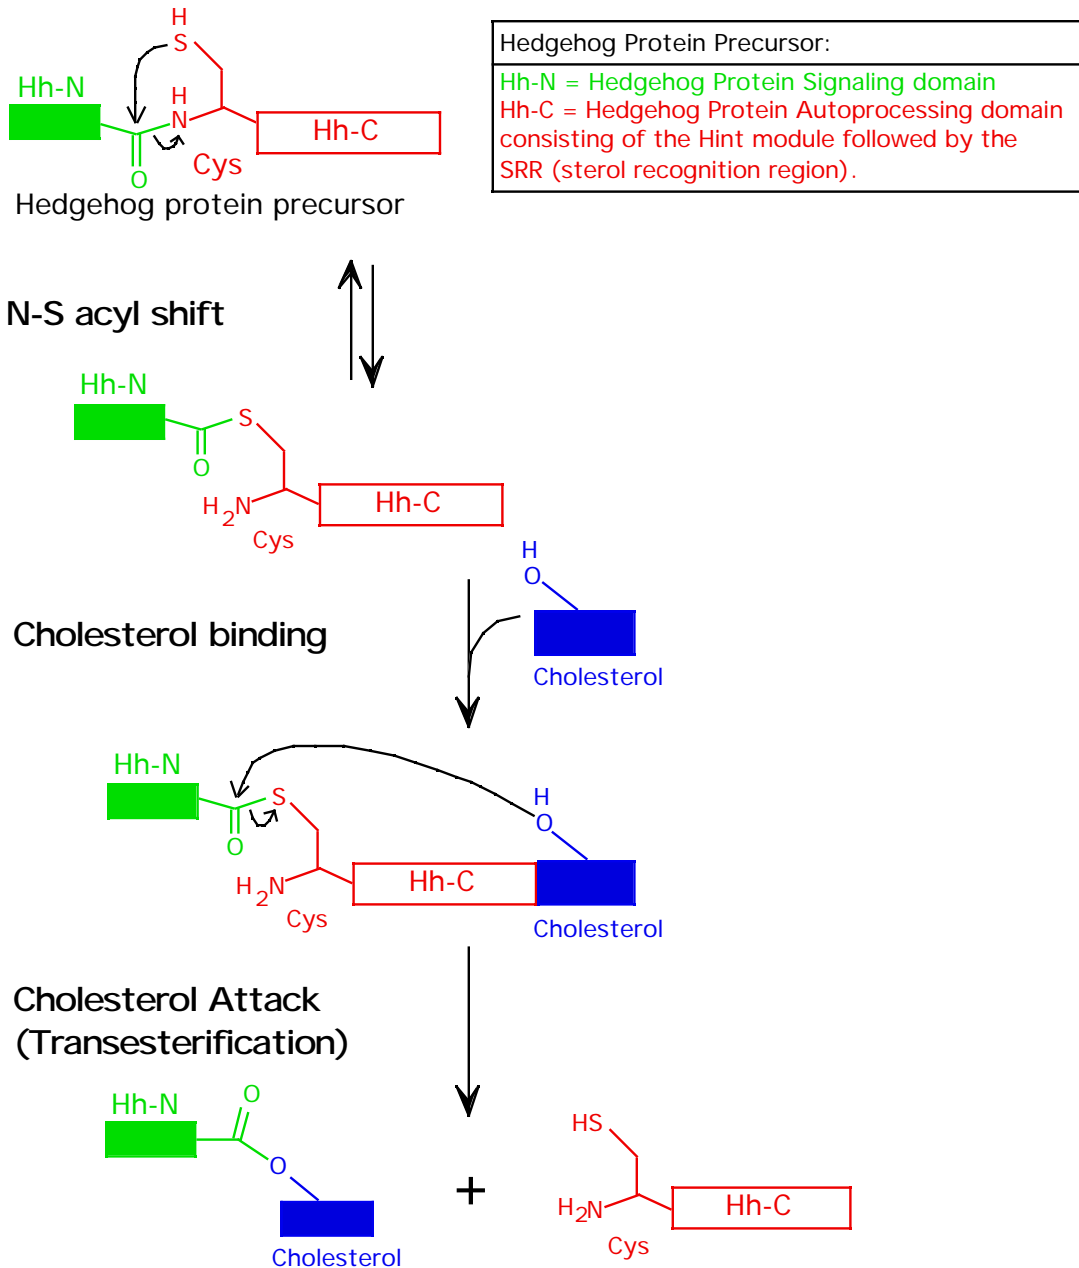 H
S
Hh-N
H
N
Hh-C
Cys
O
Hedgehog protein precursor
Hedgehog Protein Precursor:
Hh-N = Hedgehog Protein Signaling domain
Hh-C = Hedgehog Protein Autoprocessing domain
consisting of the Hint module followed by the
SRR (sterol recognition region).
N-S acyl shift
Hh-N
S
O
H2N
Hh-C
Cys
H
O
Cholesterol binding
Cholesterol
Hh-N
S
H
O
O
H2N
Hh-C
Cys
Cholesterol
Cholesterol Attack
(Transesterification)
Hh-N
O
O
Cholesterol
+
HS
H2N
Hh-C
Cys